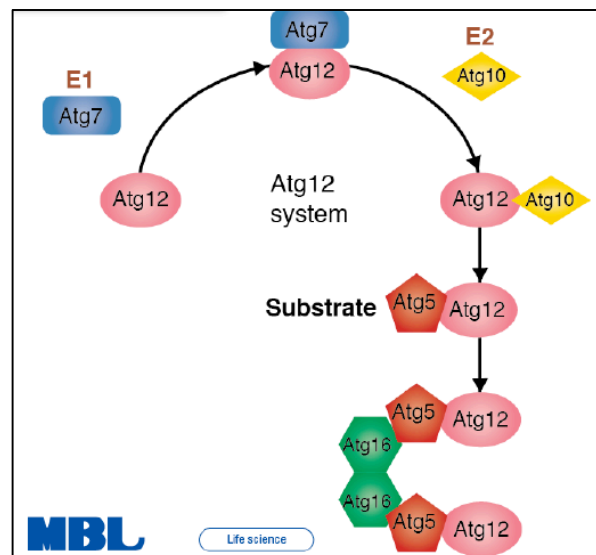 Atg7
Atg12
E1
Atg7
E2
Atg10
Atg12
Atg12
system
Atg12
Atg10
Substrate
Atg5
Atg12
Atg5
Atg12
Atg16
Atg16
Atg5
Atg12
MBL
Life science